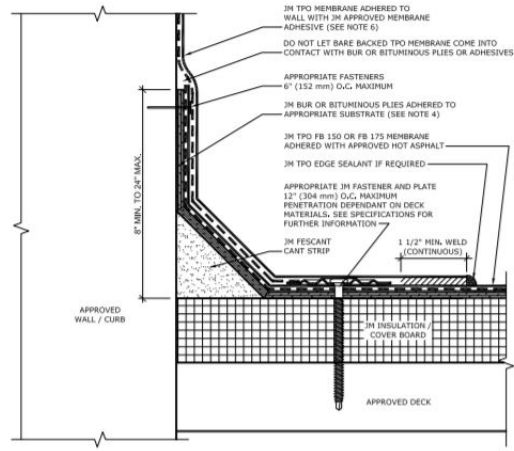 JM TPO MEMBRANE ADHERED TO
WALL WITH JM APPROVED MEMBRANE
ADHESIVE (SEE NOTE 6)
DO NOT LET BARE BACKED TPO MEMBRANE COME INTO
CONTACT WITH BUR OR BITUMINOUS PLIES OR ADHESIVES
APPROPRIATE FASTENERS
6" (152 mm) O.C. MAXIMUM
JM BUR OR BITUMINOUS PLIES ADHERED TO
APPROPRIATE SUBSTRATE (SEE NOTE 4)
JM TPO FB 150 OR FB 175 MEMBRANE
ADHERED WITH APPROVED HOT ASPHALT
JM TPO EDGE SEALANT IF REQUIRED
APPROPRIATE JM FASTENER AND PLATE
12" (304 mm) O.C. MAXIMUM
PENETRATION DEPENDANT ON DECK
MATERIALS. SEE SPECIFICATIONS FOR
FURTHER INFORMATION
8" MIN. TO 24" MAX.
JM FESCANT
CANT STRIP
1 1/2" MIN. WELD
(CONTINUOUS)
APPROVED
WALL / CURB
JM INSULATION /
COVER BOARD
APPROVED DECK